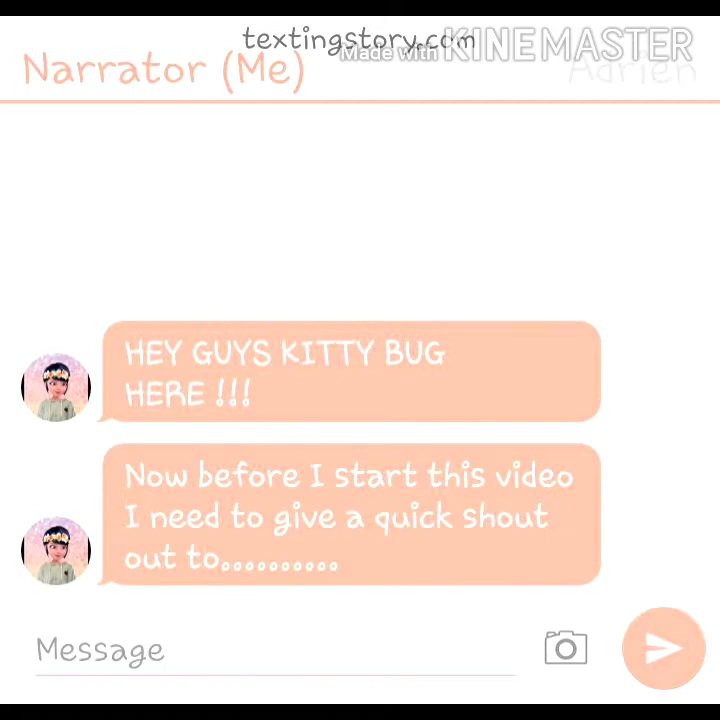 textingstory.com
Made with KINEMASTER
Narrator (Me)
Adrien
HEY GUYS KITTY BUG
HERE !!!
Now before I start this video
I need to give a quick shout
out to..........
Message